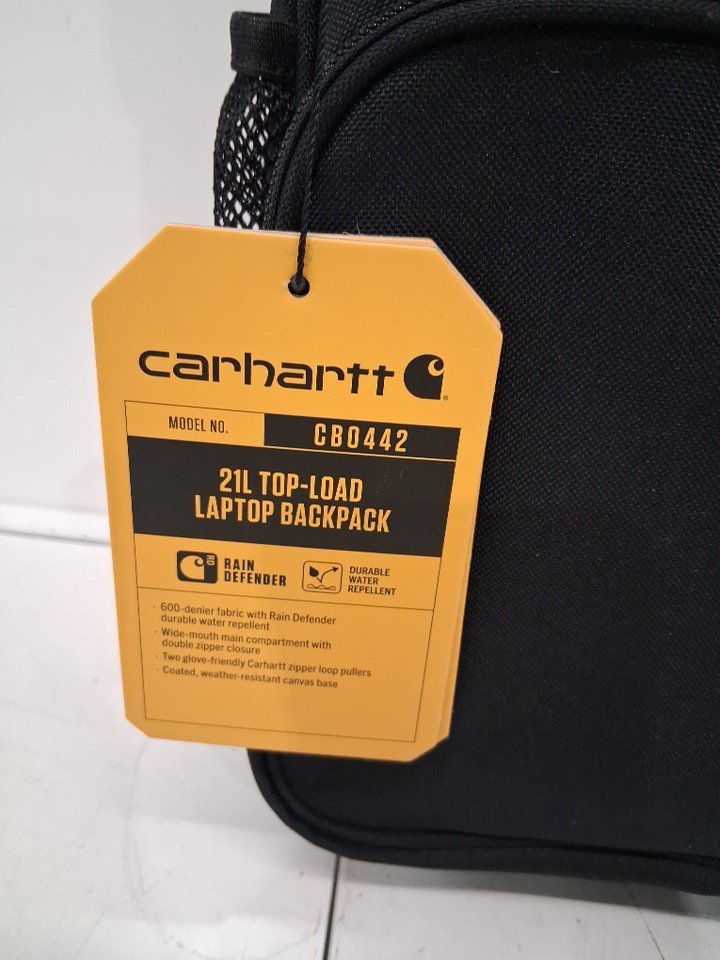 carhartt
MODEL NO. CB0442
21L TOP-LOAD
LAPTOP BACKPACK
RD
RAIN
DEFENDER
DURABLE
WATER
REPELLENT
· 600-denier fabric with Rain Defender
durable water repellent
· Wide-mouth main compartment with
double zipper closure
· Two glove-friendly Carhartt zipper loop pullers
· Coated, weather-resistant canvas base